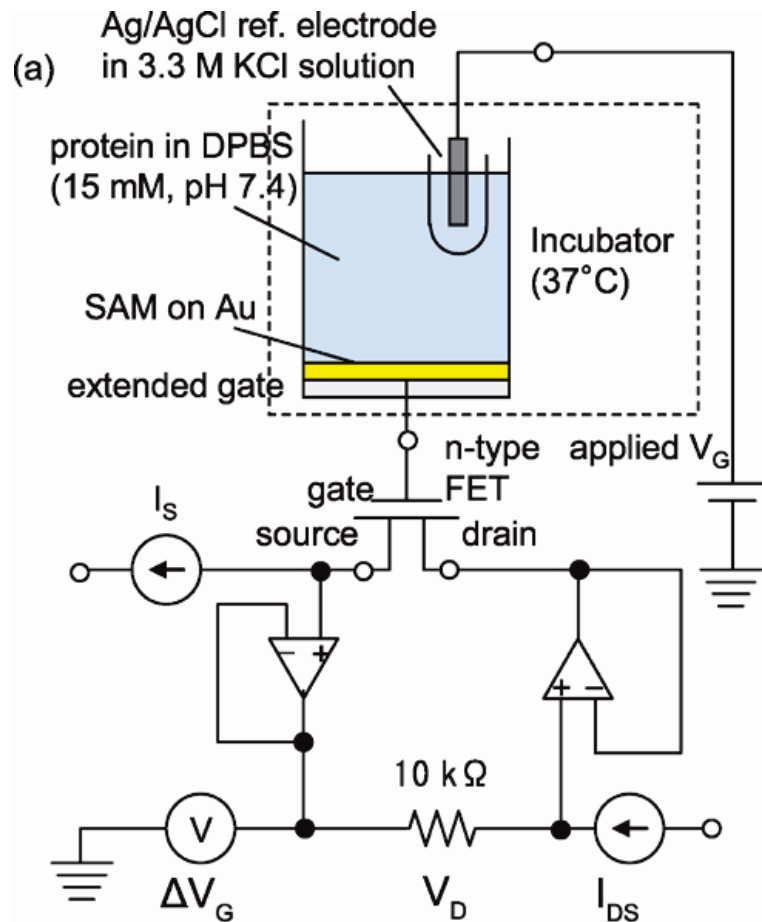 (a)
Ag/AgCl ref. electrode
in 3.3 M KCl solution
protein in DPBS
(15 mM, pH 7.4)
Incubator
(37°C)
SAM on Au
extended gate
n-type
FET
applied V_G
gate
source
drain
I_S
− +
+ −
10 kΩ
V
ΔV_G
V_D
I_DS